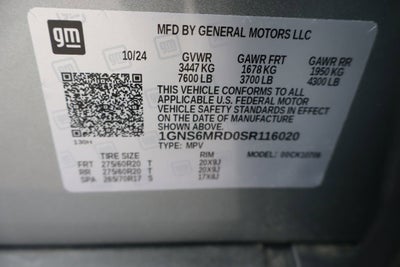 gm
MFD BY GENERAL MOTORS LLC
10/24 GVWR GAWR FRT GAWR RR
3447 KG 1678 KG 1950 KG
7600 LB 3700 LB 4300 LB
THIS VEHICLE CONFORMS TO ALL
APPLICABLE U.S. FEDERAL MOTOR
VEHICLE SAFETY STANDARDS IN EFFECT
ON THE DATE OF MANUFACTURE
SHOWN ABOVE.
1GNS6MRD0SR116020
TYPE: MPV
TIRE SIZE RIM MODEL:
FRT 275/60R20 T 20X9J
RR 275/60R20 T 20X9J
SPA 265/70R17 S 17X8J